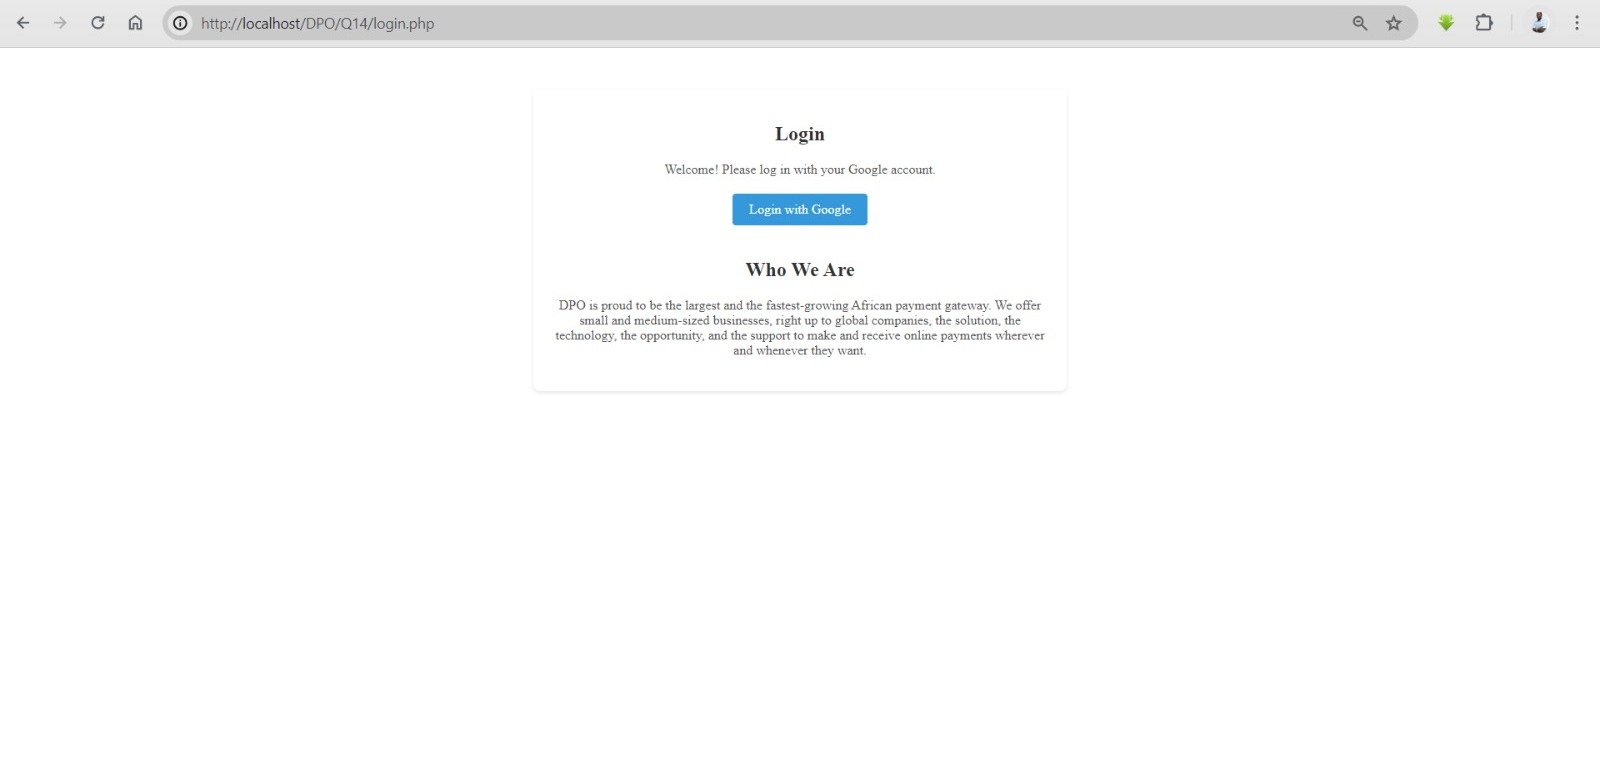 http://localhost/DPO/Q14/login.php
Login
Welcome! Please log in with your Google account.
Login with Google
Who We Are
DPO is proud to be the largest and the fastest-growing African payment gateway. We offer
small and medium-sized businesses, right up to global companies, the solution, the
technology, the opportunity, and the support to make and receive online payments wherever
and whenever they want.